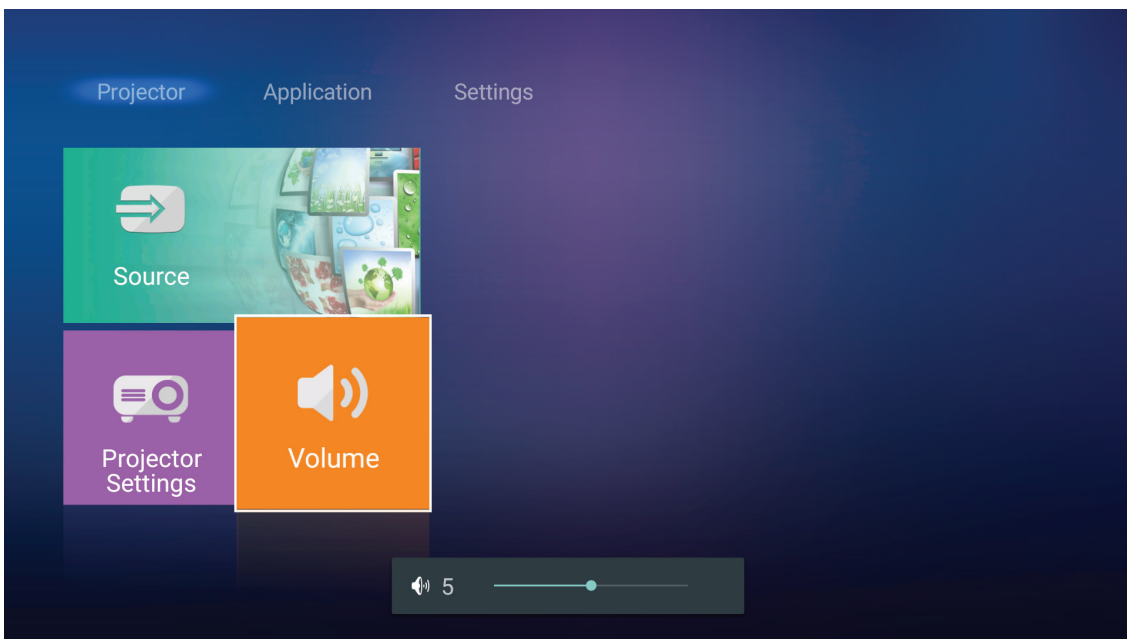 Projector Application Settings
Source
Projector
Settings
Volume
5